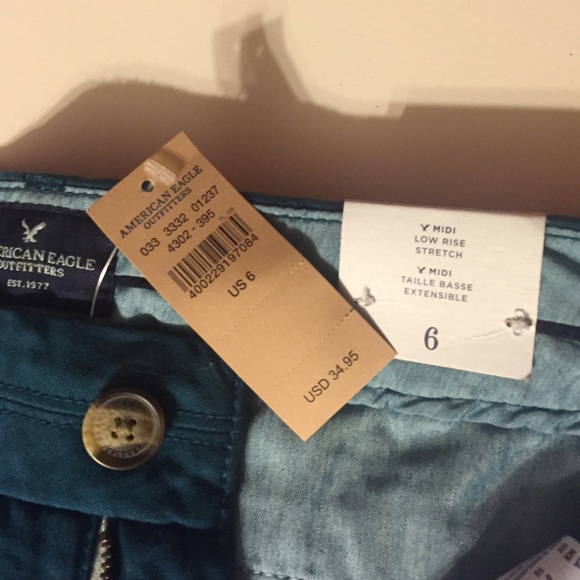 AMERICAN EAGLE
OUTFITTERS
033 3332 01237
4302 - 395
400229197084
US 6
USD 34.95
MIDI
LOW RISE
STRETCH
MIDI
TAILLE BASSE
EXTENSIBLE
6
ERICAN EAGLE
OUTFITTERS
EST. 1977